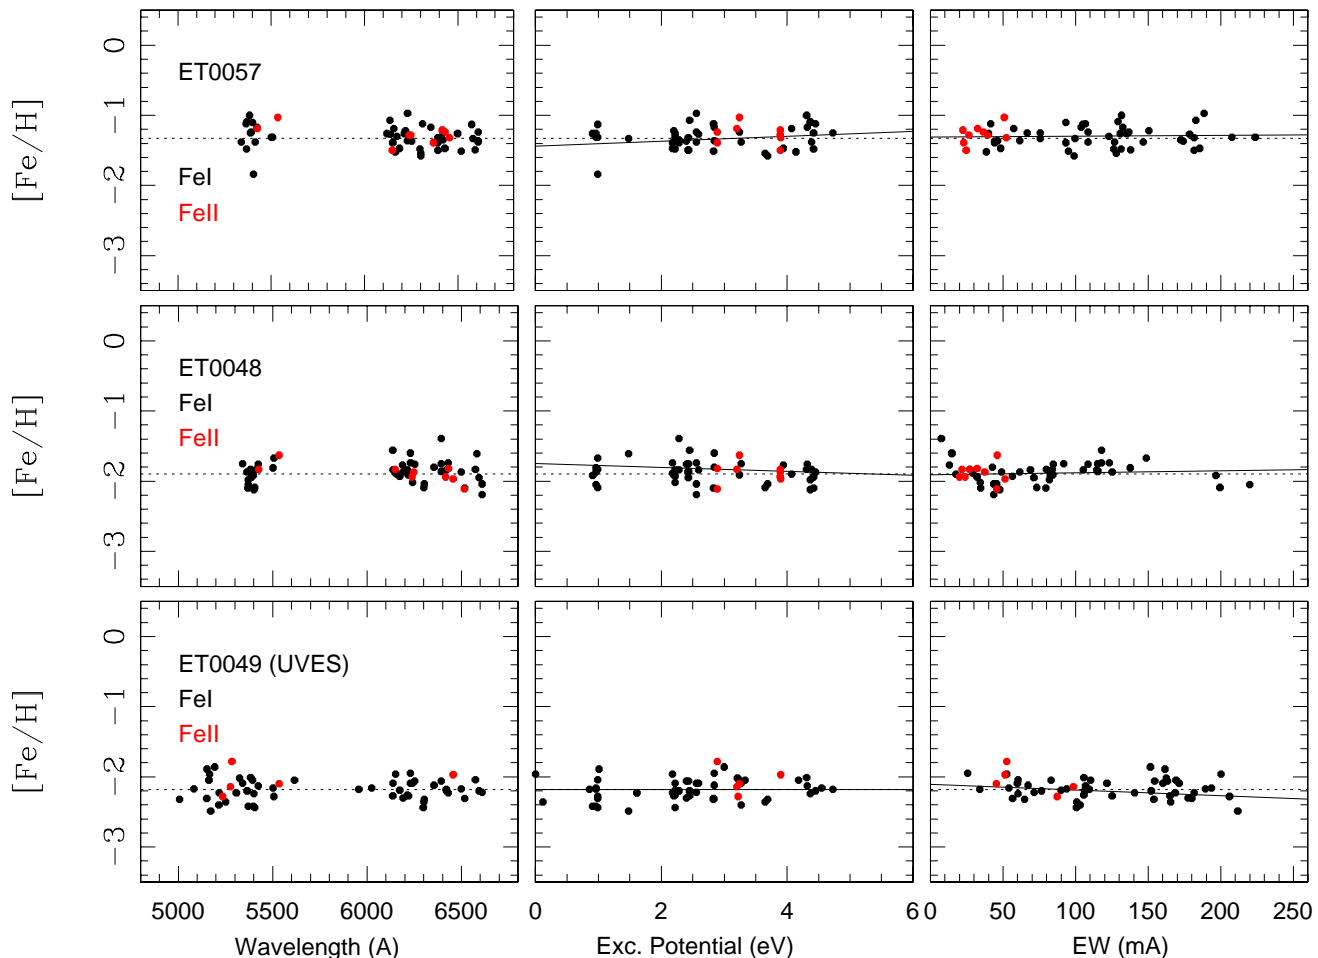 [Fe/H]
0
−1
−2
−3
ET0057
FeI
FeII
[Fe/H]
0
−1
−2
−3
ET0048
FeI
FeII
[Fe/H]
0
−1
−2
−3
ET0049 (UVES)
FeI
FeII
5000 5500 6000 6500
0 2 4 6
0 50 100 150 200 250
Wavelength (A)
Exc. Potential (eV)
EW (mA)